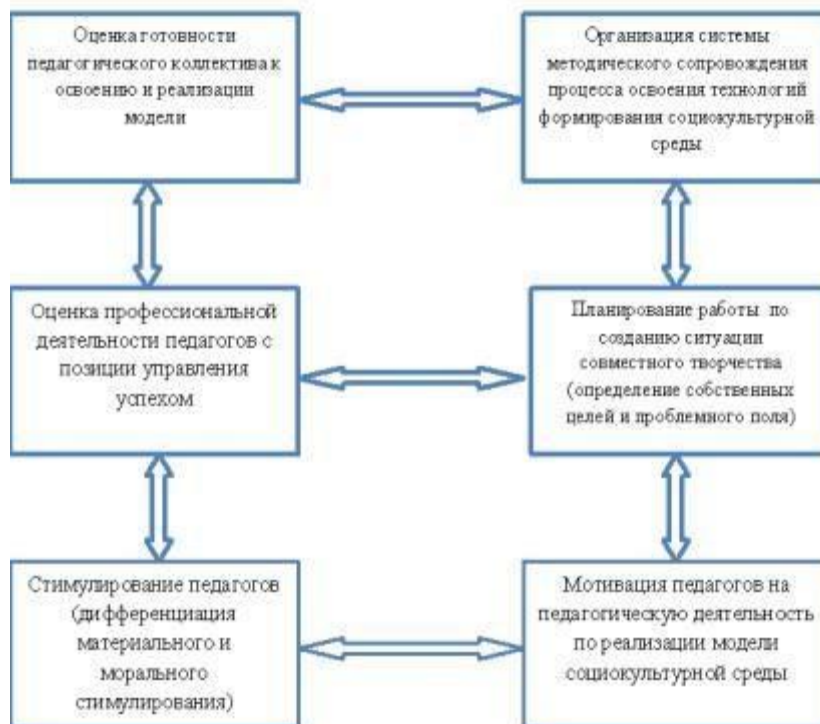 Оценка готовности
педагогического коллектива к
освоению и реализации
модели
Организация системы
методического сопровождения
процесса освоения технологий
формирования социокультурной
среды
Оценка профессиональной
деятельности педагогов с
позиции управления
успехом
Планирование работы по
созданию ситуации
совместного творчества
(определение собственных
целей и проблемного поля)
Стимулирование педагогов
(дифференциация
материального и
морального
стимулирования)
Мотивация педагогов на
педагогическую деятельность
по реализации модели
социокультурной среды